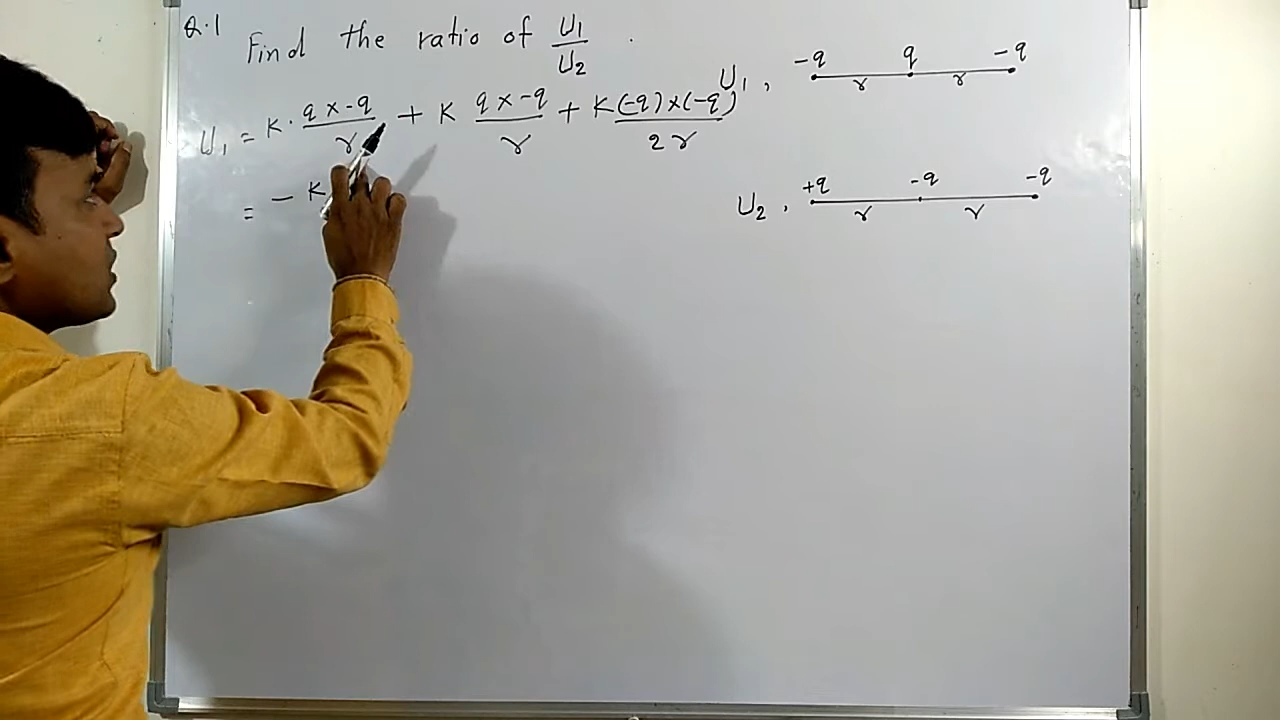 Q.1 Find the ratio of U1/U2 .
U1 = K. q x -q / r + K q x -q / r + K (-q) x (-q) / 2r
= - K
U1 , -q q -q
r r
+q -q -q
U2 , r r